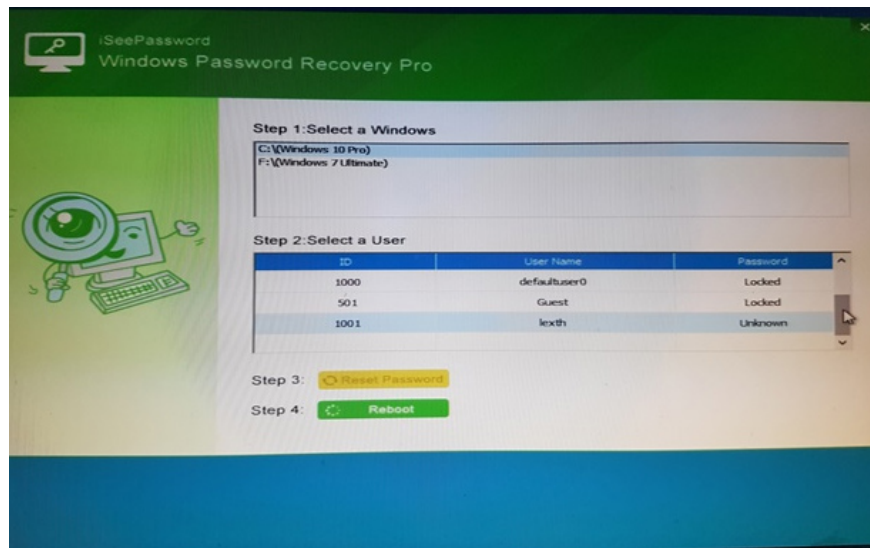 iSeePassword
Windows Password Recovery Pro
Step 1:Select a Windows
C:\(Windows 10 Pro)
F:\(Windows 7 Ultimate)
Step 2:Select a User
ID User Name Password
1000 defaultuser0 Locked
501 Guest Locked
1001 lexth Unknown
Step 3: Reset Password
Step 4: Reboot